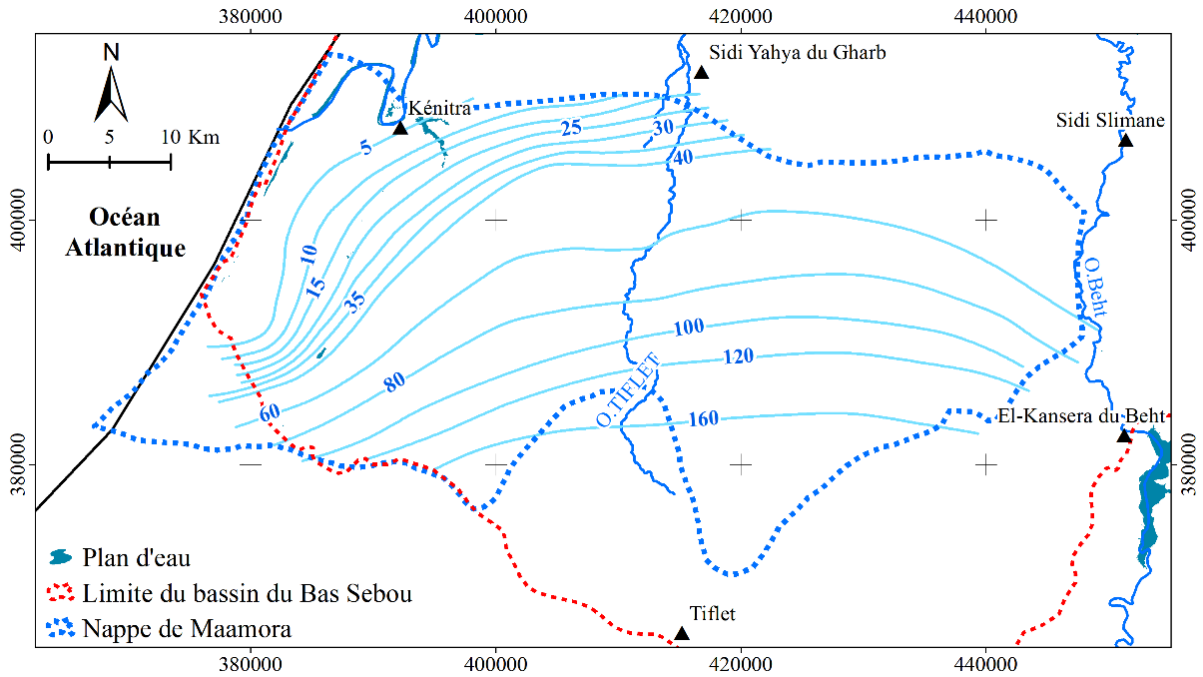 380000
400000
420000
440000
N
0 5 10 Km
Sidi Yahya du Gharb
Kénitra
Sidi Slimane
5
25
30
40
400000
400000
Océan
Atlantique
10
15
35
O.Beht
100
80
120
60
O.TIFLET
160
El-Kansera du Beht
380000
380000
Plan d'eau
Limite du bassin du Bas Sebou
Nappe de Maamora
Tiflet
380000
400000
420000
440000